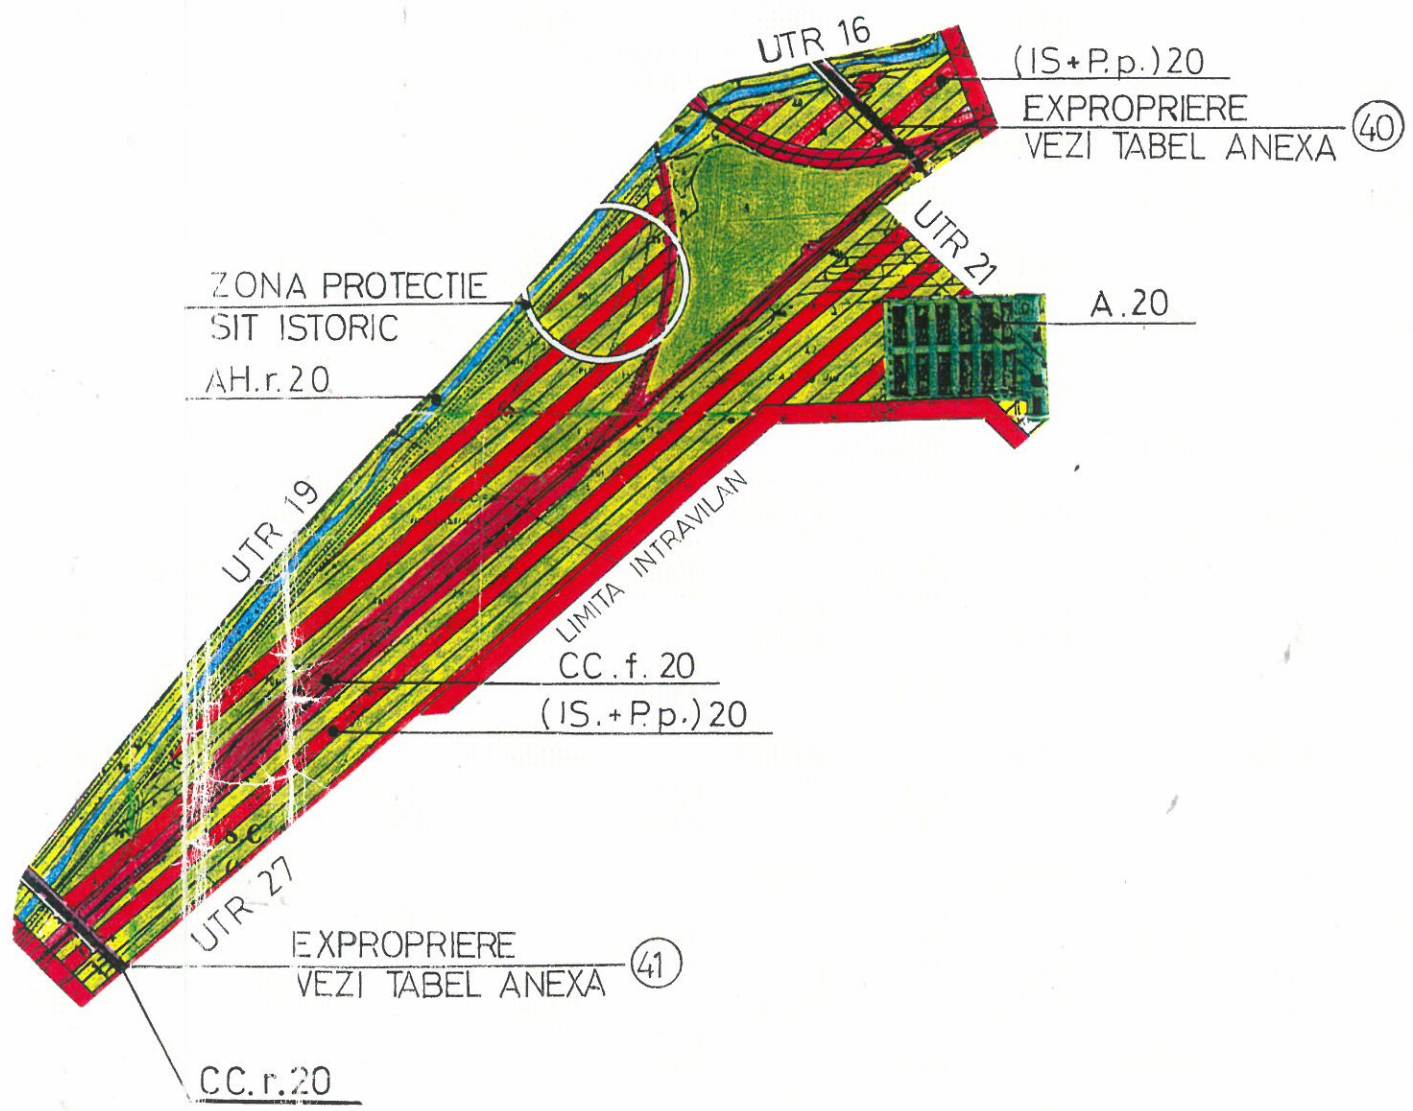 UTR 16
(IS+P.p.)20
EXPROPRIERE
VEZI TABEL ANEXA
40
UTR 21
ZONA PROTECTIE
SIT ISTORIC
A.20
AH.r.20
UTR 19
LIMITA INTRAVILAN
CC.f.20
(IS.+P.p.)20
S.C
UTR 27
EXPROPRIERE
VEZI TABEL ANEXA
41
CC.r.20